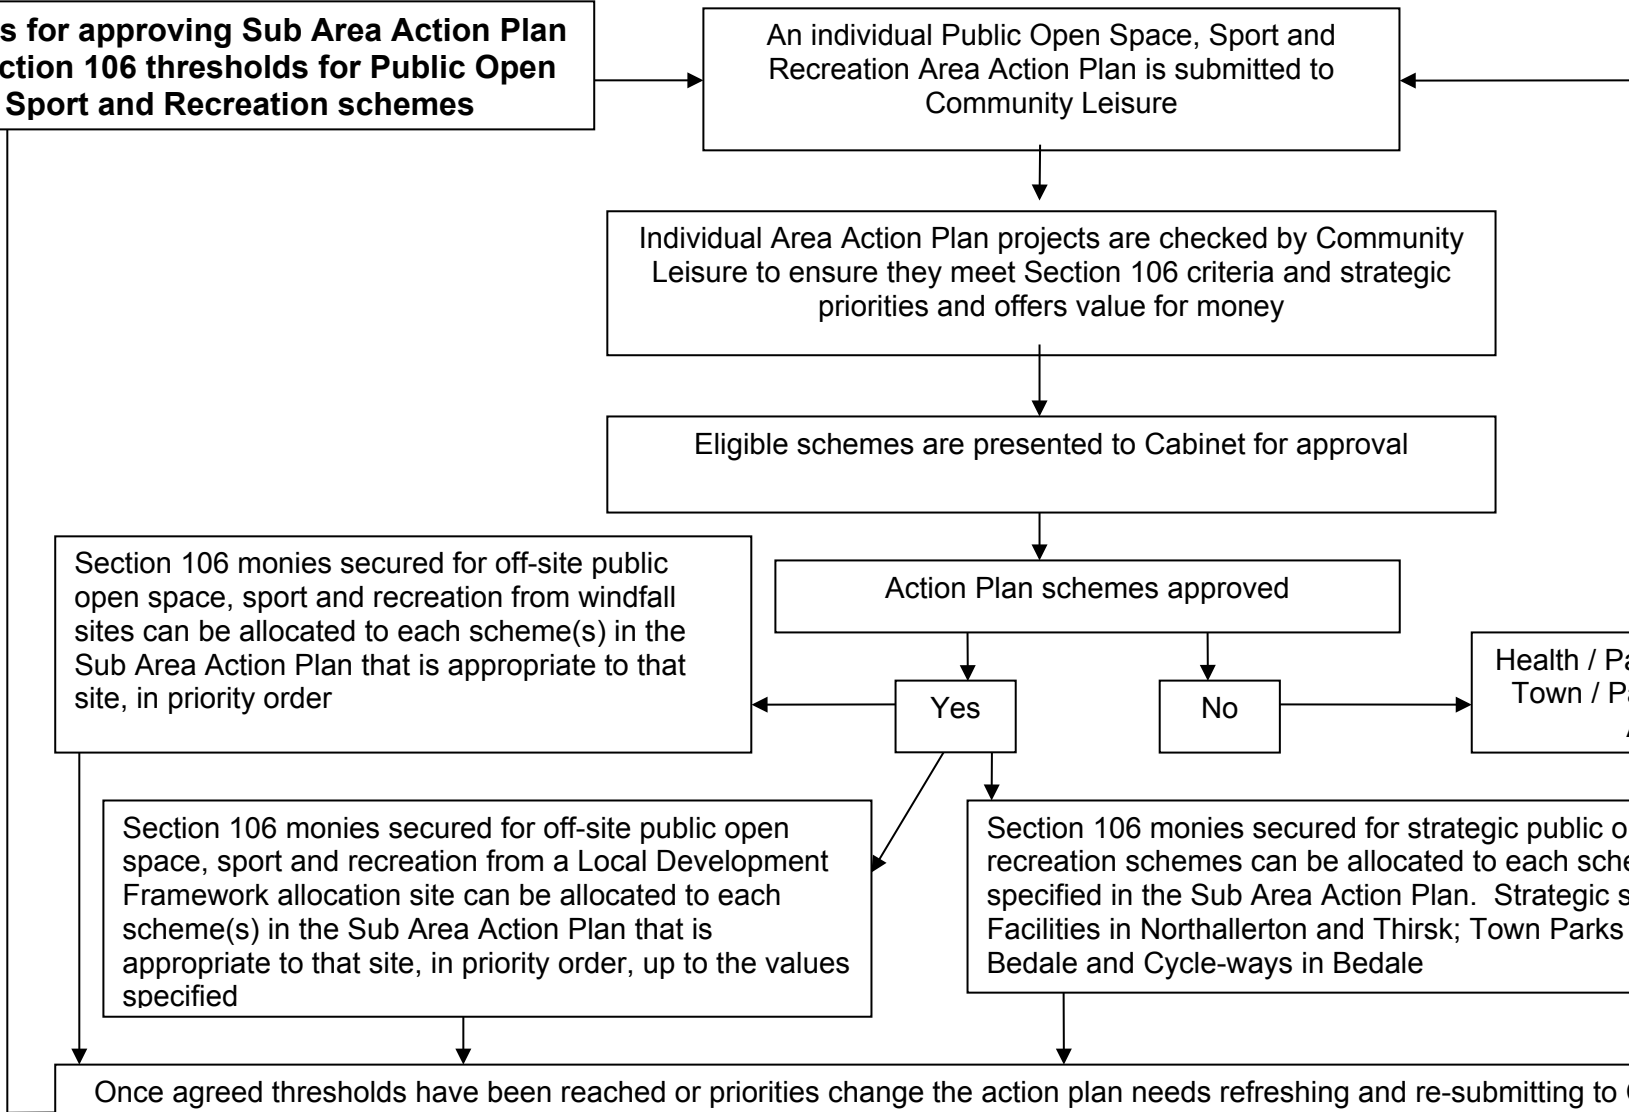 s for approving Sub Area Action Plan
ction 106 thresholds for Public Open
Sport and Recreation schemes
An individual Public Open Space, Sport and
Recreation Area Action Plan is submitted to
Community Leisure
Individual Area Action Plan projects are checked by Community
Leisure to ensure they meet Section 106 criteria and strategic
priorities and offers value for money
Eligible schemes are presented to Cabinet for approval
Action Plan schemes approved
Section 106 monies secured for off-site public
open space, sport and recreation from windfall
sites can be allocated to each scheme(s) in the
Sub Area Action Plan that is appropriate to that
site, in priority order
Yes
No
Health / Pa
Town / Pa
Section 106 monies secured for off-site public open
space, sport and recreation from a Local Development
Framework allocation site can be allocated to each
scheme(s) in the Sub Area Action Plan that is
appropriate to that site, in priority order, up to the values
specified
Section 106 monies secured for strategic public o
recreation schemes can be allocated to each sche
specified in the Sub Area Action Plan. Strategic s
Facilities in Northallerton and Thirsk; Town Parks
Bedale and Cycle-ways in Bedale
Once agreed thresholds have been reached or priorities change the action plan needs refreshing and re-submitting to